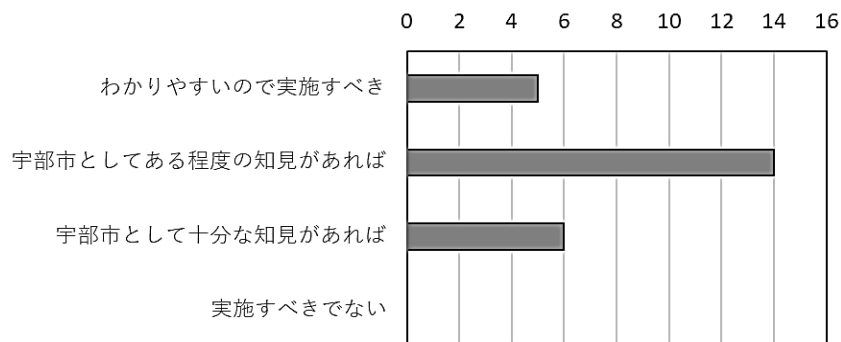 0 2 4 6 8 10 12 14 16
わかりやすいので実施すべき
宇部市としてある程度の知見があれば
宇部市として十分な知見があれば
実施すべきでない